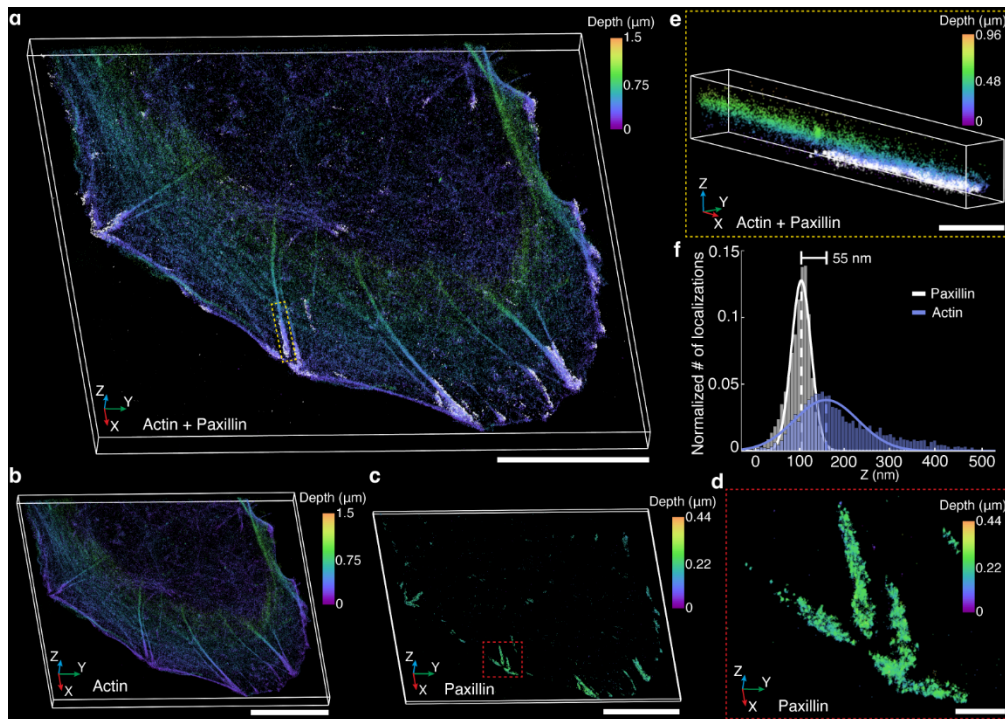 a
Depth (μm)
1.5
0.75
0
Z
Y
X
Actin + Paxillin
e
Depth (μm)
0.96
0.48
0
Z
Y
X
Actin + Paxillin
f
Normalized # of localizations
0.15
0.10
0.05
0
55 nm
Paxillin
Actin
0 100 200 300 400 500
Z (nm)
b
Depth (μm)
1.5
0.75
0
Z
Y
X
Actin
c
Depth (μm)
0.44
0.22
0
Z
Y
X
Paxillin
d
Depth (μm)
0.44
0.22
0
Z
Y
X
Paxillin